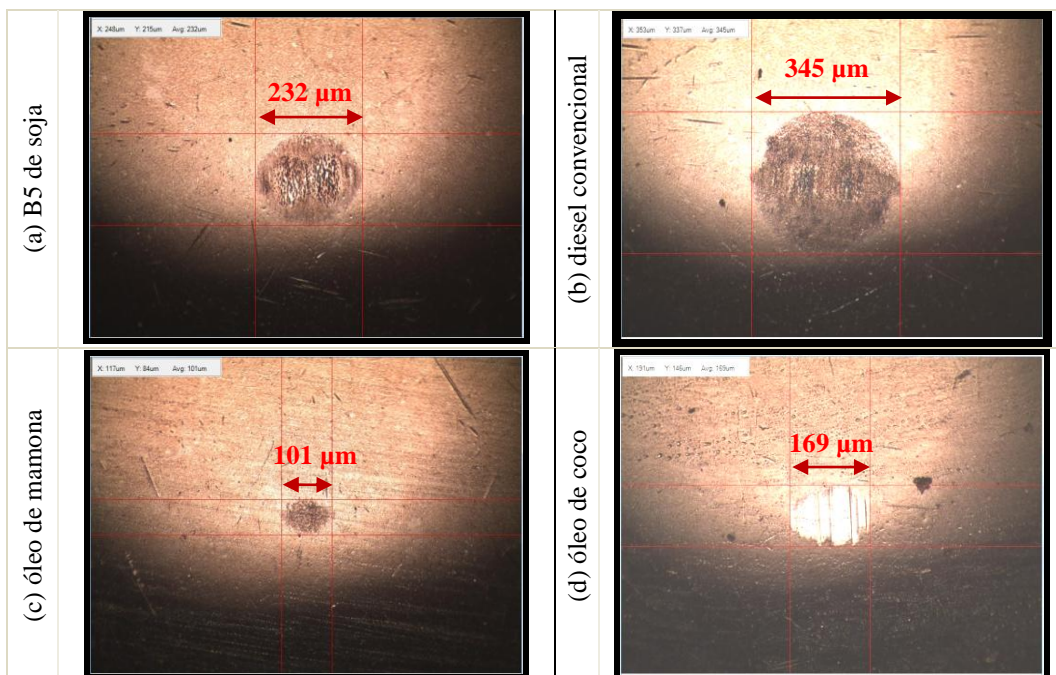 (a) B5 de soja
X: 248um Y: 215um Avg: 232um
232 µm
(b) diesel convencional
X: 353um Y: 337um Avg: 345um
345 µm
(c) óleo de mamona
X: 117um Y: 84um Avg: 101um
101 µm
(d) óleo de coco
X: 191um Y: 146um Avg: 169um
169 µm